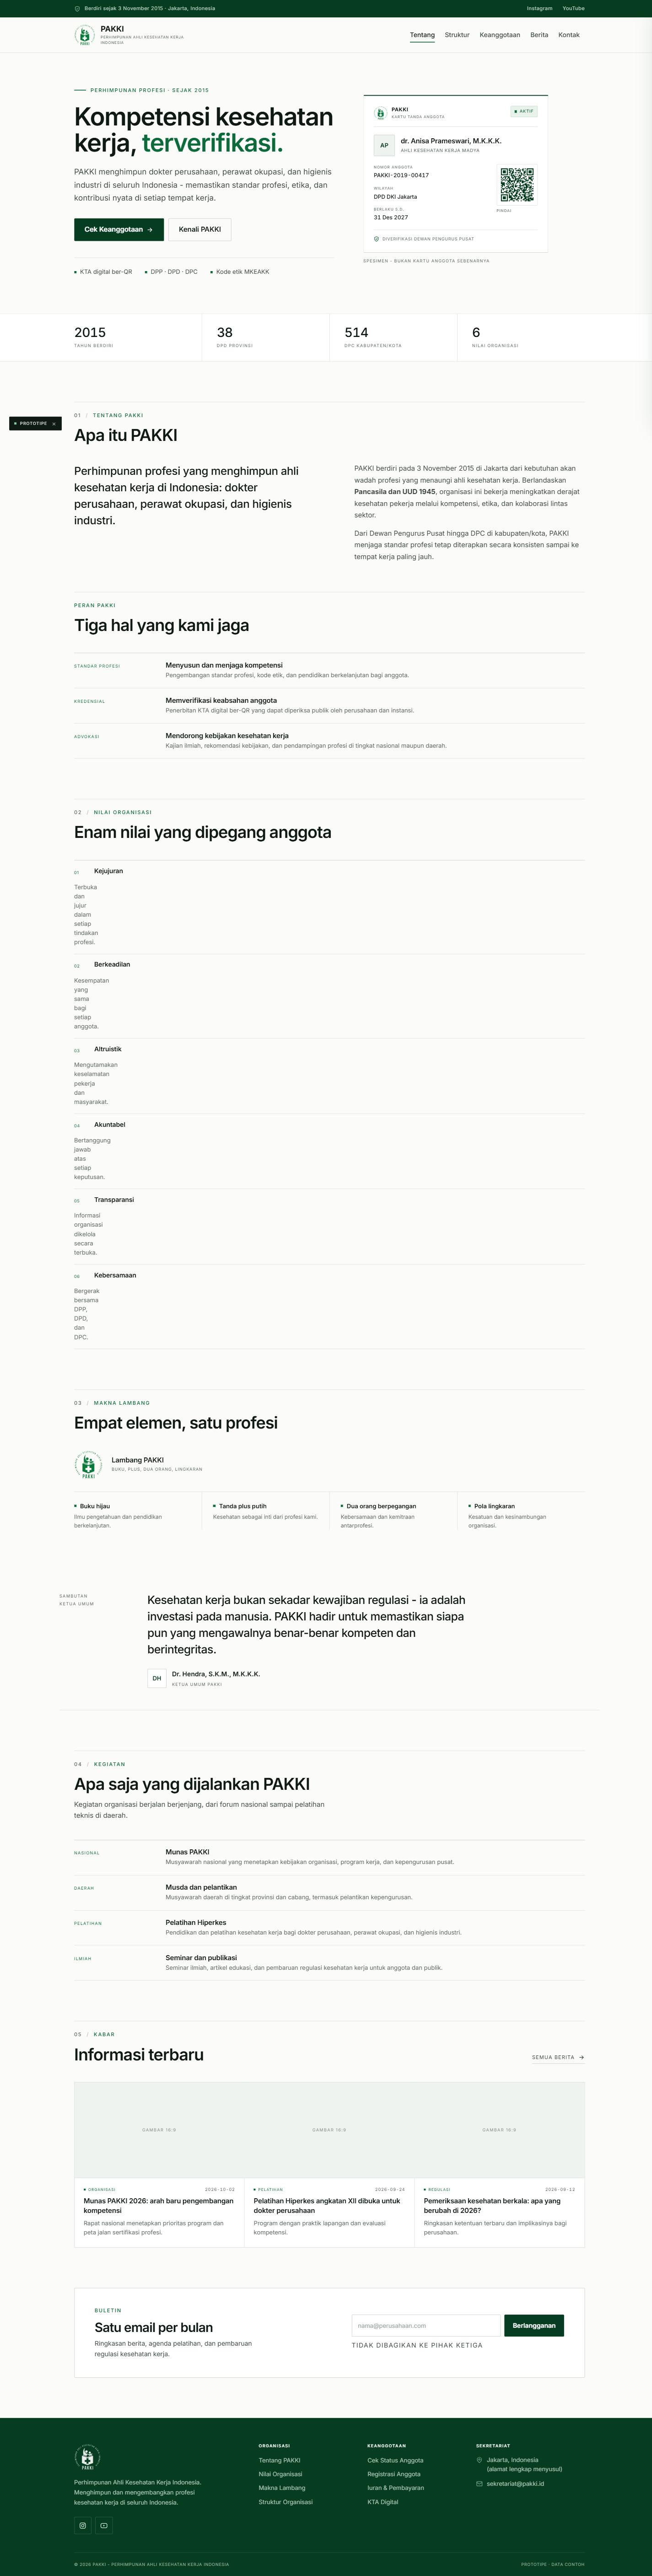 Berdiri sejak 3 November 2015 · Jakarta, Indonesia
Instagram YouTube
PAKKI
PERHIMPUNAN AHLI KESEHATAN KERJA
INDONESIA
Tentang Struktur Keanggotaan Berita Kontak
PERHIMPUNAN PROFESI · SEJAK 2015
Kompetensi kesehatan
kerja, terverifikasi.
PAKKI menghimpun dokter perusahaan, perawat okupasi, dan higienis
industri di seluruh Indonesia - memastikan standar profesi, etika, dan
kontribusi nyata di setiap tempat kerja.
Cek Keanggotaan →
Kenali PAKKI
KTA digital ber-QR
DPP · DPD · DPC
Kode etik MKEAKK
PAKKI
KARTU TANDA ANGGOTA
AKTIF
AP
dr. Anisa Prameswari, M.K.K.K.
AHLI KESEHATAN KERJA MADYA
NOMOR ANGGOTA
PAKKI-2019-00417
WILAYAH
DPD DKI Jakarta
BERLAKU S.D.
31 Des 2027
PINDAI
DIVERIFIKASI DEWAN PENGURUS PUSAT
SPESIMEN - BUKAN KARTU ANGGOTA SEBENARNYA
2015
TAHUN BERDIRI
38
DPD PROVINSI
514
DPC KABUPATEN/KOTA
6
NILAI ORGANISASI
PROTOTIPE ×
01 / TENTANG PAKKI
Apa itu PAKKI
Perhimpunan profesi yang menghimpun ahli
kesehatan kerja di Indonesia: dokter
perusahaan, perawat okupasi, dan higienis
industri.
PAKKI berdiri pada 3 November 2015 di Jakarta dari kebutuhan akan
wadah profesi yang menaungi ahli kesehatan kerja. Berlandaskan
Pancasila dan UUD 1945, organisasi ini bekerja meningkatkan derajat
kesehatan pekerja melalui kompetensi, etika, dan kolaborasi lintas
sektor.
Dari Dewan Pengurus Pusat hingga DPC di kabupaten/kota, PAKKI
menjaga standar profesi tetap diterapkan secara konsisten sampai ke
tempat kerja paling jauh.
PERAN PAKKI
Tiga hal yang kami jaga
STANDAR PROFESI
Menyusun dan menjaga kompetensi
Pengembangan standar profesi, kode etik, dan pendidikan berkelanjutan bagi anggota.
KREDENSIAL
Memverifikasi keabsahan anggota
Penerbitan KTA digital ber-QR yang dapat diperiksa publik oleh perusahaan dan instansi.
ADVOKASI
Mendorong kebijakan kesehatan kerja
Kajian ilmiah, rekomendasi kebijakan, dan pendampingan profesi di tingkat nasional maupun daerah.
02 / NILAI ORGANISASI
Enam nilai yang dipegang anggota
01 Kejujuran
Terbuka
dan
jujur
dalam
setiap
tindakan
profesi.
02 Berkeadilan
Kesempatan
yang
sama
bagi
setiap
anggota.
03 Altruistik
Mengutamakan
keselamatan
pekerja
dan
masyarakat.
04 Akuntabel
Bertanggung
jawab
atas
setiap
keputusan.
05 Transparansi
Informasi
organisasi
dikelola
secara
terbuka.
06 Kebersamaan
Bergerak
bersama
DPP,
DPD,
dan
DPC.
03 / MAKNA LAMBANG
Empat elemen, satu profesi
PAKKI
Lambang PAKKI
BUKU, PLUS, DUA ORANG, LINGKARAN
Buku hijau
Ilmu pengetahuan dan pendidikan
berkelanjutan.
Tanda plus putih
Kesehatan sebagai inti dari profesi kami.
Dua orang berpegangan
Kebersamaan dan kemitraan
antarprofesi.
Pola lingkaran
Kesatuan dan kesinambungan
organisasi.
SAMBUTAN
KETUA UMUM
Kesehatan kerja bukan sekadar kewajiban regulasi - ia adalah
investasi pada manusia. PAKKI hadir untuk memastikan siapa
pun yang mengawalnya benar-benar kompeten dan
berintegritas.
DH
Dr. Hendra, S.K.M., M.K.K.K.
KETUA UMUM PAKKI
04 / KEGIATAN
Apa saja yang dijalankan PAKKI
Kegiatan organisasi berjalan berjenjang, dari forum nasional sampai pelatihan
teknis di daerah.
NASIONAL
Munas PAKKI
Musyawarah nasional yang menetapkan kebijakan organisasi, program kerja, dan kepengurusan pusat.
DAERAH
Musda dan pelantikan
Musyawarah daerah di tingkat provinsi dan cabang, termasuk pelantikan kepengurusan.
PELATIHAN
Pelatihan Hiperkes
Pendidikan dan pelatihan kesehatan kerja bagi dokter perusahaan, perawat okupasi, dan higienis industri.
ILMIAH
Seminar dan publikasi
Seminar ilmiah, artikel edukasi, dan pembaruan regulasi kesehatan kerja untuk anggota dan publik.
05 / KABAR
Informasi terbaru
SEMUA BERITA →
GAMBAR 16:9
GAMBAR 16:9
GAMBAR 16:9
ORGANISASI 2026-10-02
Munas PAKKI 2026: arah baru pengembangan
kompetensi
Rapat nasional menetapkan prioritas program dan
peta jalan sertifikasi profesi.
PELATIHAN 2026-09-24
Pelatihan Hiperkes angkatan XII dibuka untuk
dokter perusahaan
Program dengan praktik lapangan dan evaluasi
kompetensi.
REGULASI 2026-09-12
Pemeriksaan kesehatan berkala: apa yang
berubah di 2026?
Ringkasan ketentuan terbaru dan implikasinya bagi
perusahaan.
BULETIN
Satu email per bulan
Ringkasan berita, agenda pelatihan, dan pembaruan
regulasi kesehatan kerja.
nama@perusahaan.com
Berlangganan
TIDAK DIBAGIKAN KE PIHAK KETIGA
PAKKI
Perhimpunan Ahli Kesehatan Kerja Indonesia.
Menghimpun dan mengembangkan profesi
kesehatan kerja di seluruh Indonesia.
ORGANISASI
Tentang PAKKI
Nilai Organisasi
Makna Lambang
Struktur Organisasi
KEANGGOTAAN
Cek Status Anggota
Registrasi Anggota
Iuran & Pembayaran
KTA Digital
SEKRETARIAT
Jakarta, Indonesia
(alamat lengkap menyusul)
sekretariat@pakki.id
© 2026 PAKKI - PERHIMPUNAN AHLI KESEHATAN KERJA INDONESIA
PROTOTIPE · DATA CONTOH